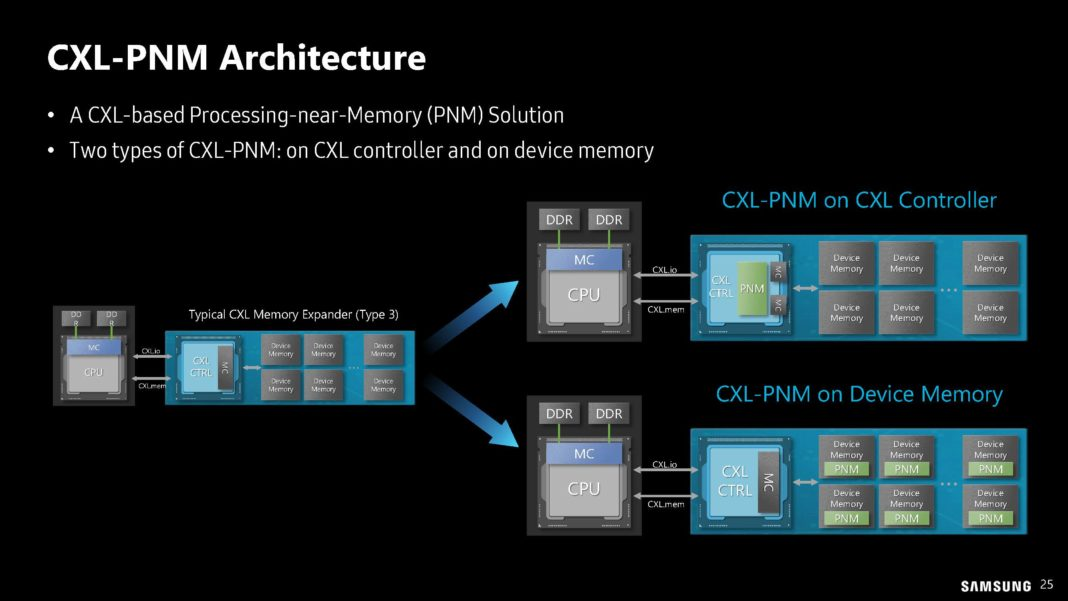 CXL-PNM Architecture
• A CXL-based Processing-near-Memory (PNM) Solution
• Two types of CXL-PNM: on CXL controller and on device memory
Typical CXL Memory Expander (Type 3)
DD
R
DD
R
MC
CPU
CXL.io
CXL.mem
CXL
CTRL
MC
Device
Memory
Device
Memory
Device
Memory
...
Device
Memory
Device
Memory
Device
Memory
CXL-PNM on CXL Controller
DDR
DDR
MC
CPU
CXL.io
CXL.mem
CXL
CTRL
PNM
MC
MC
Device
Memory
Device
Memory
Device
Memory
...
Device
Memory
Device
Memory
Device
Memory
CXL-PNM on Device Memory
DDR
DDR
MC
CPU
CXL.io
CXL.mem
CXL
CTRL
MC
Device
Memory
PNM
Device
Memory
PNM
Device
Memory
PNM
...
Device
Memory
PNM
Device
Memory
PNM
Device
Memory
PNM
SAMSUNG 25